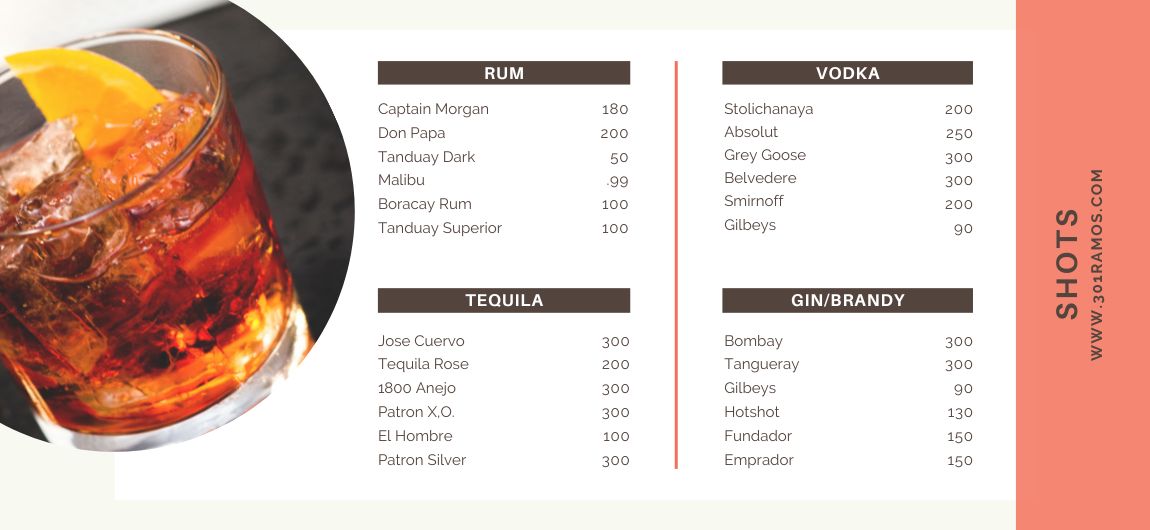 RUM
Captain Morgan 180
Don Papa 200
Tanduay Dark 50
Malibu .99
Boracay Rum 100
Tanduay Superior 100
TEQUILA
Jose Cuervo 300
Tequila Rose 200
1800 Anejo 300
Patron X,O. 300
El Hombre 100
Patron Silver 300
VODKA
Stolichanaya 200
Absolut 250
Grey Goose 300
Belvedere 300
Smirnoff 200
Gilbeys 90
GIN/BRANDY
Bombay 300
Tangueray 300
Gilbeys 90
Hotshot 130
Fundador 150
Emprador 150
SHOTS
WWW.301RAMOS.COM